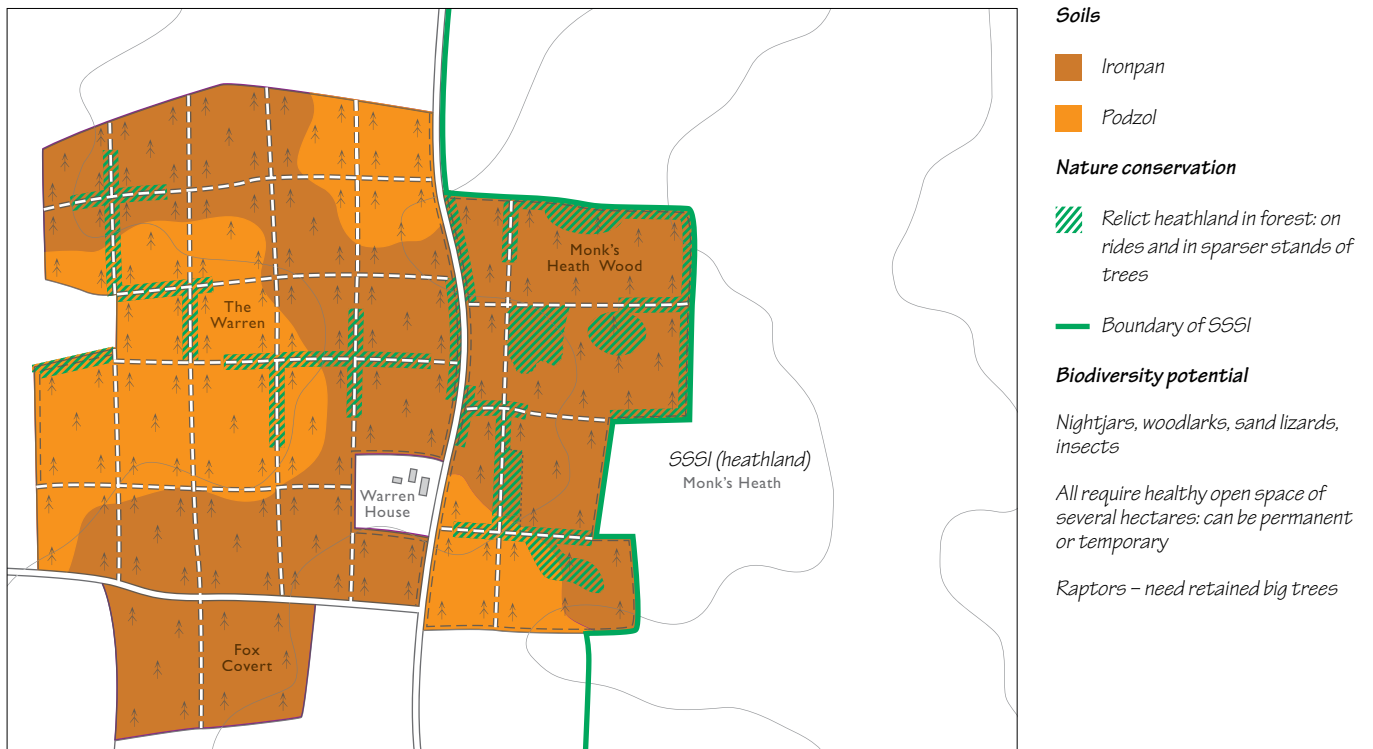 Monk's
Heath Wood
The
Warren
Warren
House
SSSI (heathland)
Monk's Heath
Fox
Covert
Soils
Ironpan
Podzol
Nature conservation
Relict heathland in forest: on
rides and in sparser stands of
trees
Boundary of SSSI
Biodiversity potential
Nightjars, woodlarks, sand lizards,
insects
All require healthy open space of
several hectares: can be permanent
or temporary
Raptors – need retained big trees